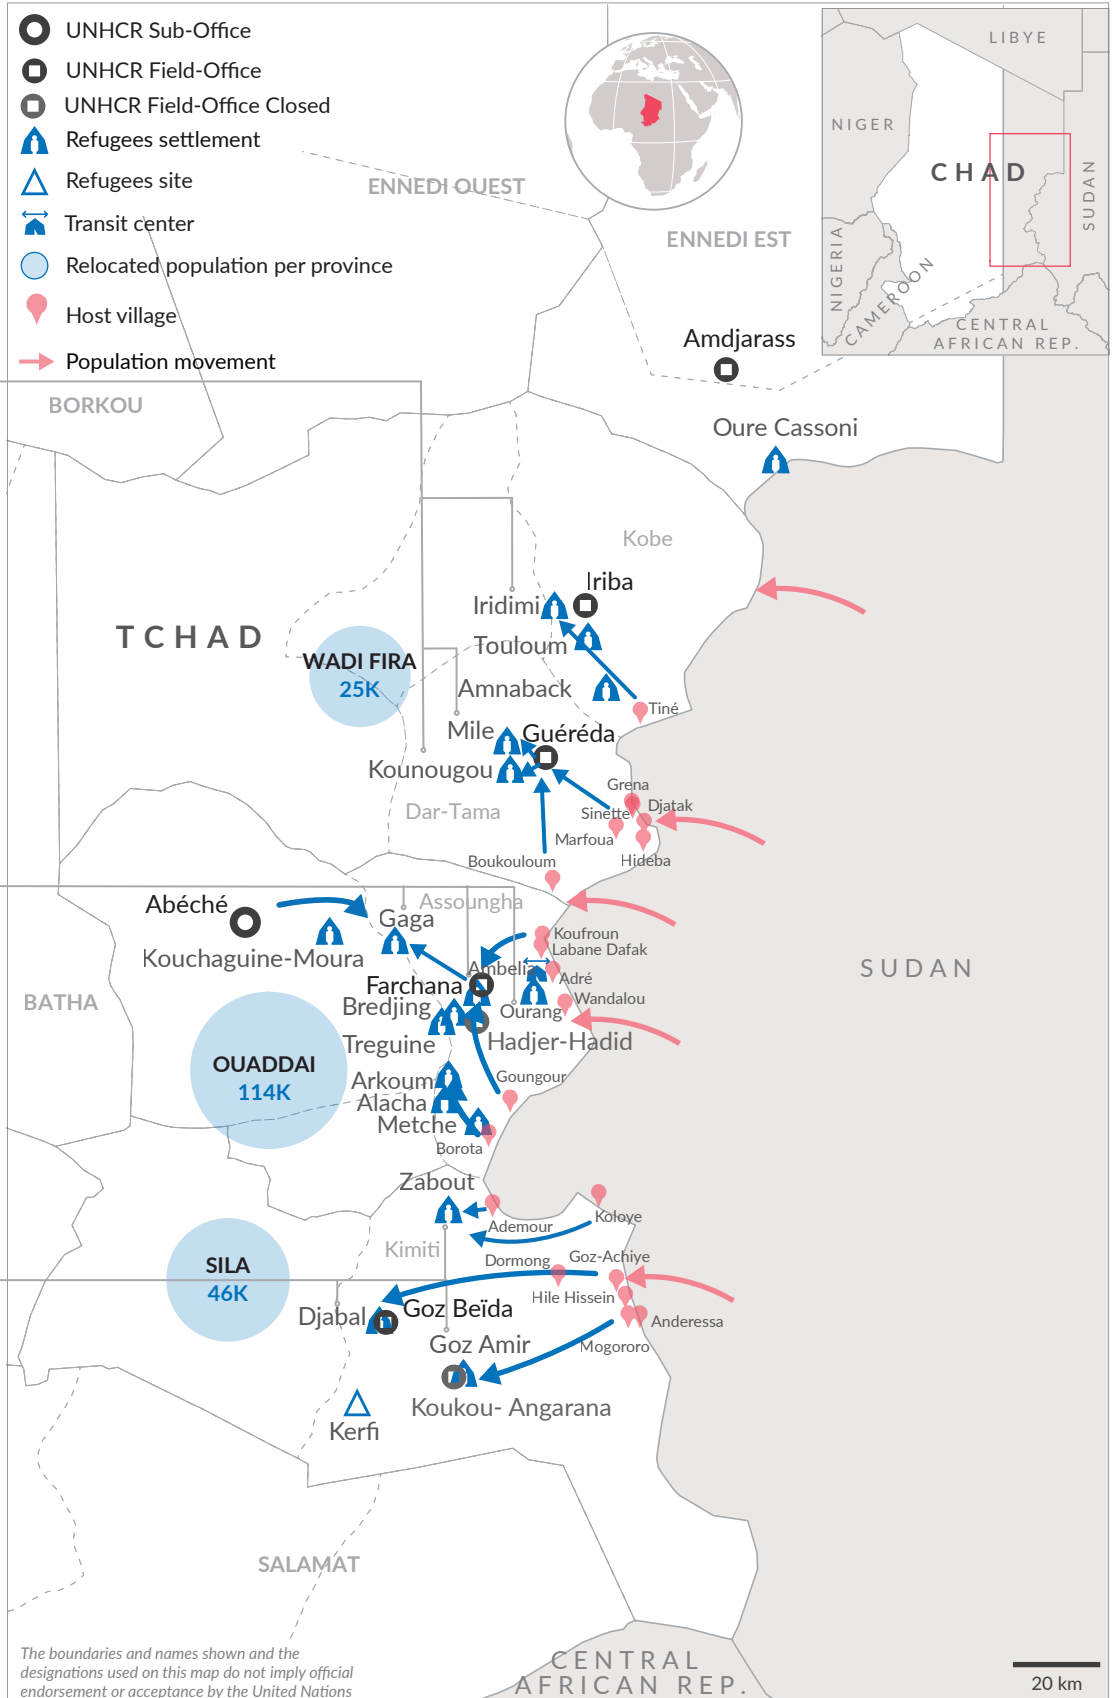 UNHCR Sub-Office
UNHCR Field-Office
UNHCR Field-Office Closed
Refugees settlement
Refugees site
Transit center
Relocated population per province
Host village
Population movement
LIBYE
NIGER
CHAD
SUDAN
NIGERIA
CAMEROON
CENTRAL
AFRICAN REP.
ENNEDI OUEST
ENNEDI EST
Amdjarass
BORKOU
Oure Cassoni
Kobe
Iriba
Iridimi
TCHAD
Touloum
WADI FIRA
25K
Amnaback
Tiné
Mile
Guéréda
Kounougou
Grena
Djatak
Sinette
Dar-Tama
Marfoua
Hideba
Boukouloum
Abéché
Assoungha
Gaga
Koufroun
Labane Dafak
Kouchaguine-Moura
Ambelia
SUDAN
Adré
Farchana
BATHA
Wandalou
Bredjing
Ourang
Treguine
Hadjer-Hadid
OUADDAI
114K
Arkoum
Goungour
Alacha
Metche
Borota
Zabout
Koloye
Ademour
Kimiti
Dormong
Goz-Achiye
SILA
46K
Hile Hissein
Djabal
Goz Beïda
Anderessa
Goz Amir
Mogororo
Koukou- Angarana
Kerfi
SALAMAT
The boundaries and names shown and the
designations used on this map do not imply official
endorsement or acceptance by the United Nations
CENTRAL
AFRICAN REP.
20 km